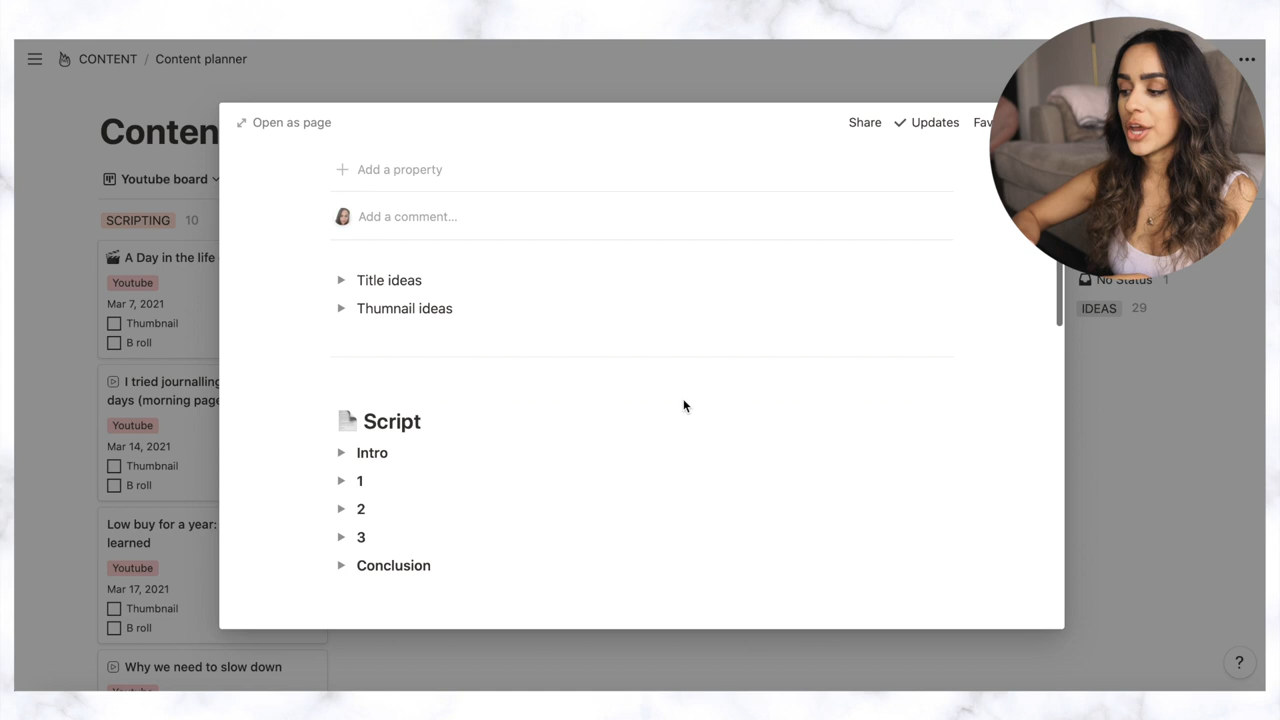 CONTENT / Content planner
Conten
Youtube board
SCRIPTING 10
A Day in the life
Youtube
Mar 7, 2021
Thumbnail
B roll
I tried journalling
days (morning page
Youtube
Mar 14, 2021
Thumbnail
B roll
Low buy for a year:
learned
Youtube
Mar 17, 2021
Thumbnail
B roll
Why we need to slow down
Youtube
Open as page
Share Updates Fav
Add a property
Add a comment...
Title ideas
Thumnail ideas
Script
Intro
1
2
3
Conclusion
No Status 1
IDEAS 29
?